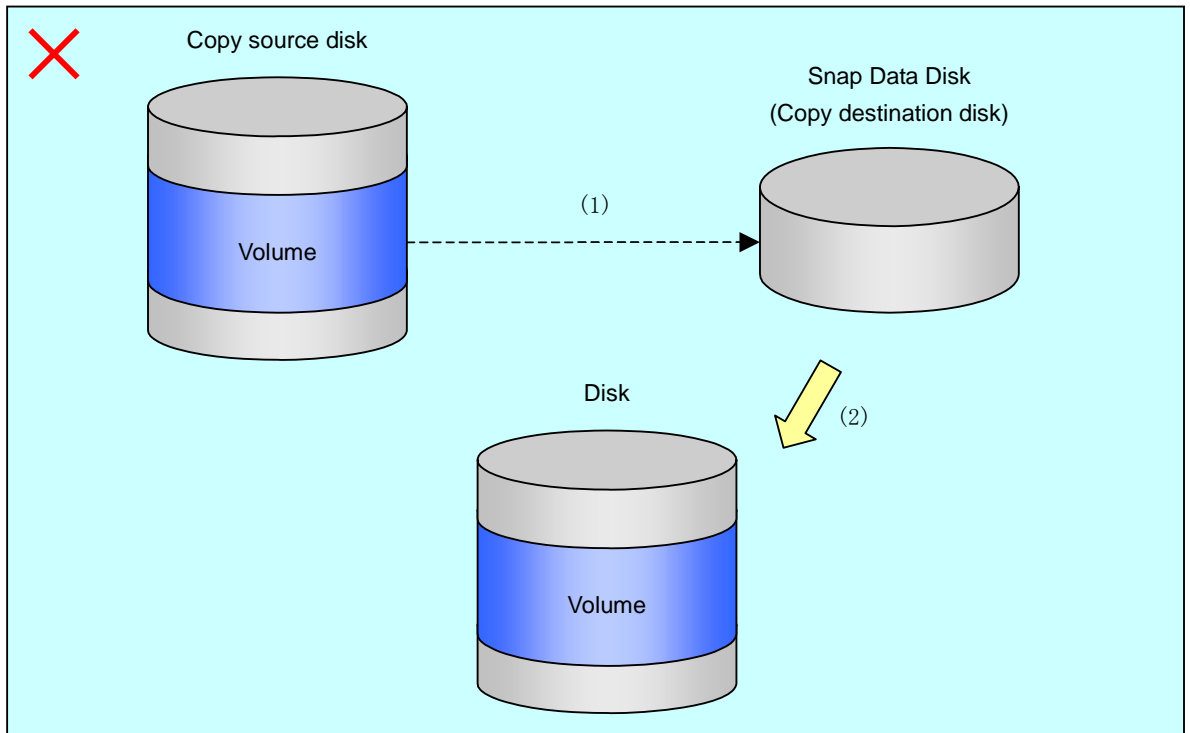 Copy source disk
Snap Data Disk
(Copy destination disk)
(1)
Volume
Disk
(2)
Volume